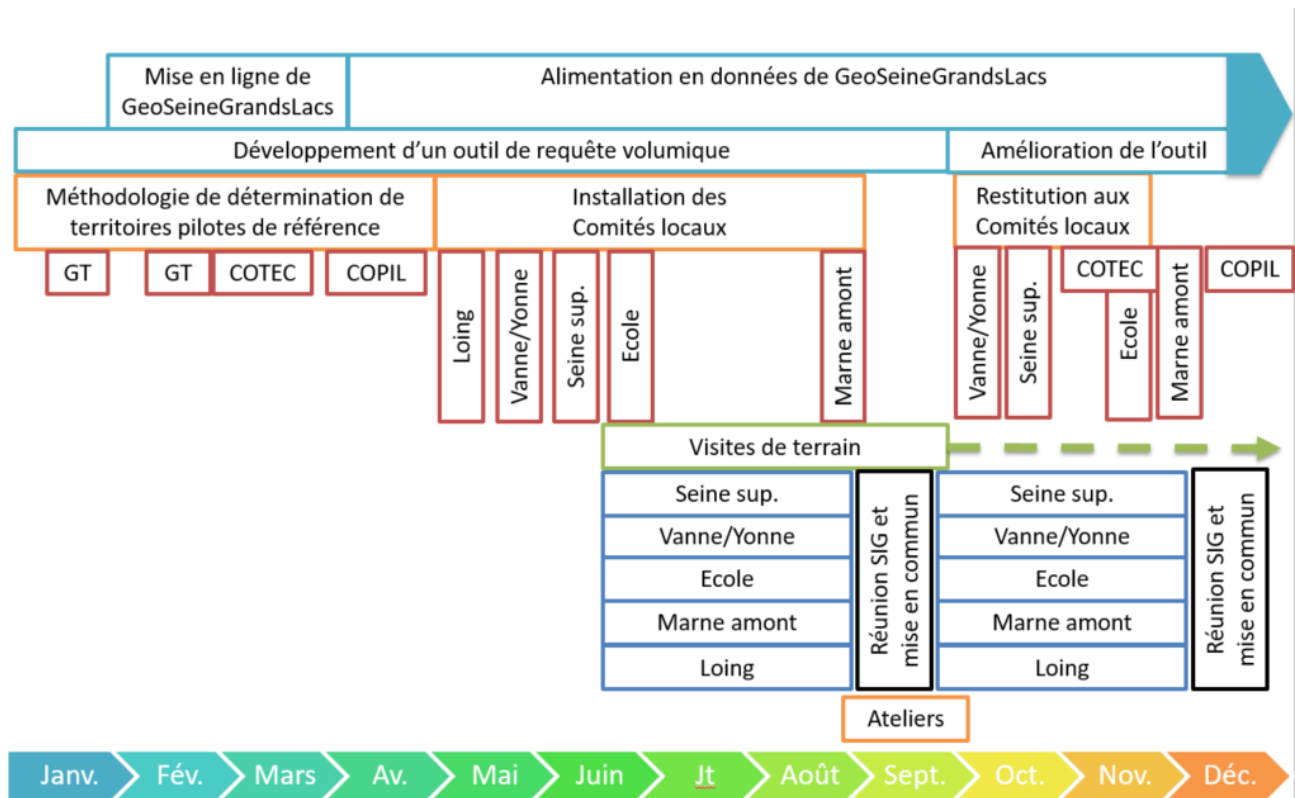 Mise en ligne de
GeoSeineGrandsLacs
Alimentation en données de GeoSeineGrandsLacs
Développement d'un outil de requête volumique
Amélioration de l'outil
Méthodologie de détermination de
territoires pilotes de référence
Installation des
Comités locaux
Restitution aux
Comités locaux
GT
GT
COTEC
COPIL
Loing
Vanne/Yonne
Seine sup.
Ecole
Marne amont
Vanne/Yonne
Seine sup.
COTEC
Ecole
Marne amont
COPIL
Visites de terrain
Seine sup.
Vanne/Yonne
Ecole
Marne amont
Loing
Réunion SIG et
mise en commun
Seine sup.
Vanne/Yonne
Ecole
Marne amont
Loing
Réunion SIG et
mise en commun
Ateliers
Janv.
Fév.
Mars
Av.
Mai
Juin
Jt
Août
Sept.
Oct.
Nov.
Déc.